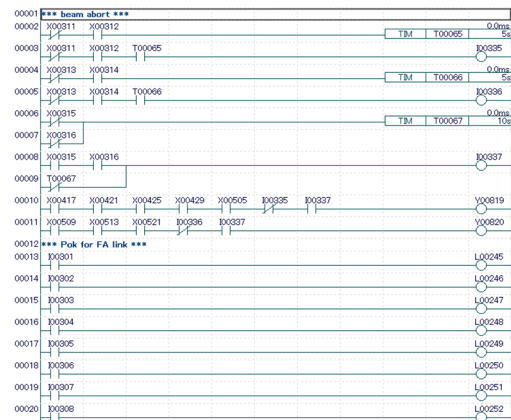 00001 *** beam abort ***
00002 X00311 X00312 0.0ms
TIM T00065 5s
00003 X00311 X00312 T00065 I00335
00004 X00313 X00314 0.0ms
TIM T00066 5s
00005 X00313 X00314 T00066 I00336
00006 X00315 0.0ms
TIM T00067 10s
00007 X00316
00008 X00315 X00316 I00337
00009 T00067
00010 X00417 X00421 X00425 X00429 X00505 I00335 I00337 Y00819
00011 X00509 X00513 X00521 I00336 I00337 Y00820
00012 *** Pok for FA link ***
00013 I00301 L00245
00014 I00302 L00246
00015 I00303 L00247
00016 I00304 L00248
00017 I00305 L00249
00018 I00306 L00250
00019 I00307 L00251
00020 I00308 L00252